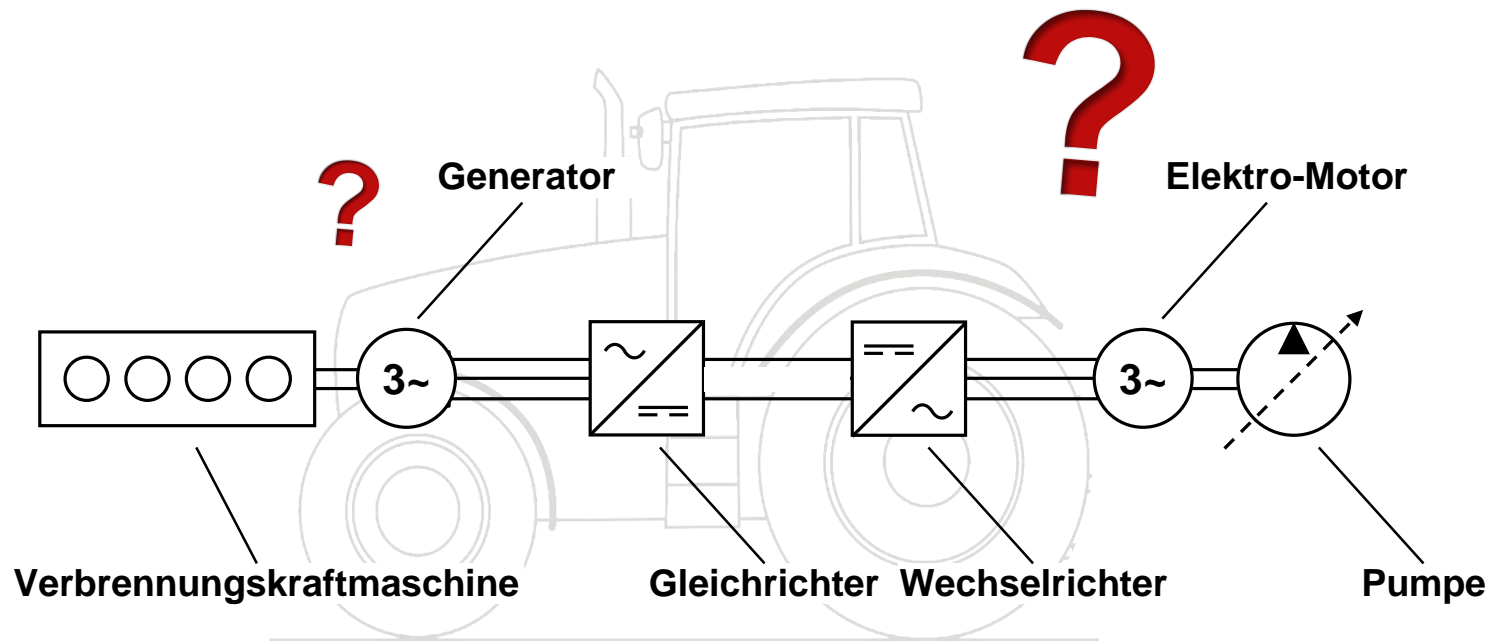 ?
?
Generator
Elektro-Motor
3~
3~
Verbrennungskraftmaschine
Gleichrichter
Wechselrichter
Pumpe